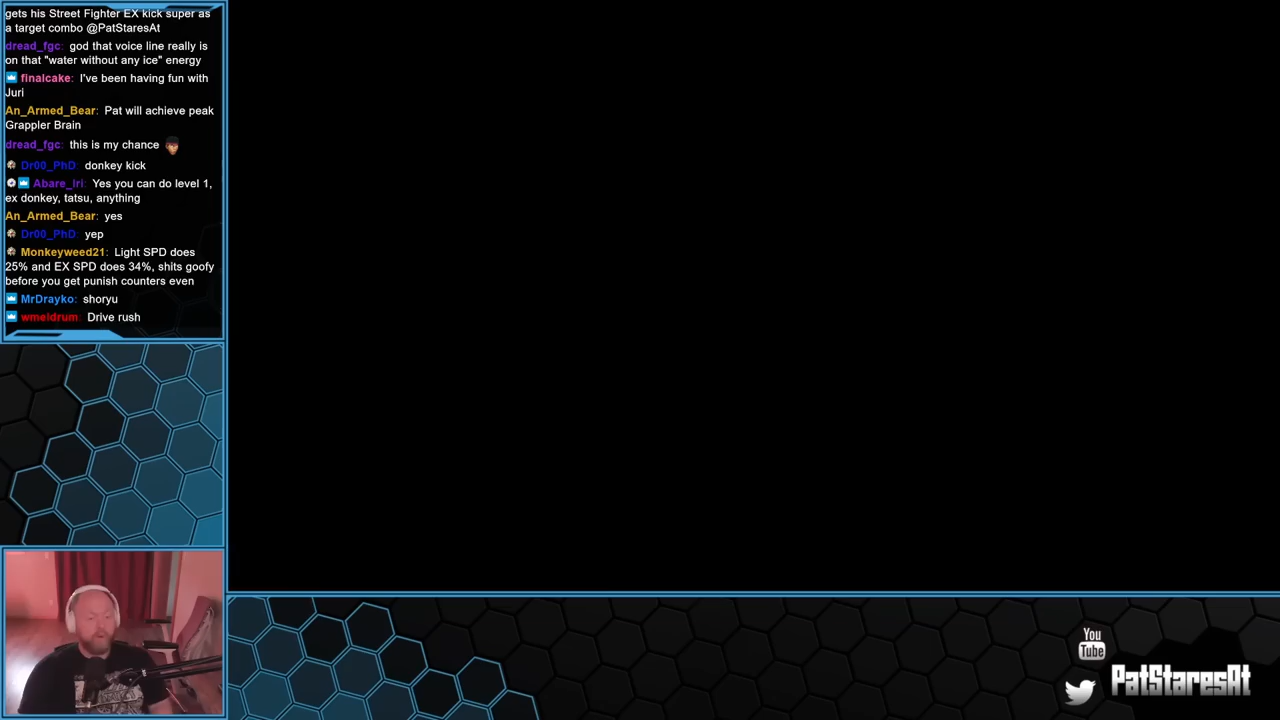 gets his Street Fighter EX kick super as
a target combo @PatStaresAt
dread_fgc: god that voice line really is
on that "water without any ice" energy
finalcake: I've been having fun with
Juri
An_Armed_Bear: Pat will achieve peak
Grappler Brain
dread_fgc: this is my chance
Dr00_PhD: donkey kick
Abare_Iri: Yes you can do level 1,
ex donkey, tatsu, anything
An_Armed_Bear: yes
Dr00_PhD: yep
Monkeyweed21: Light SPD does
25% and EX SPD does 34%, shits goofy
before you get punish counters even
MrDrayko: shoryu
wmeldrum: Drive rush
You
Tube
PatStaresAt